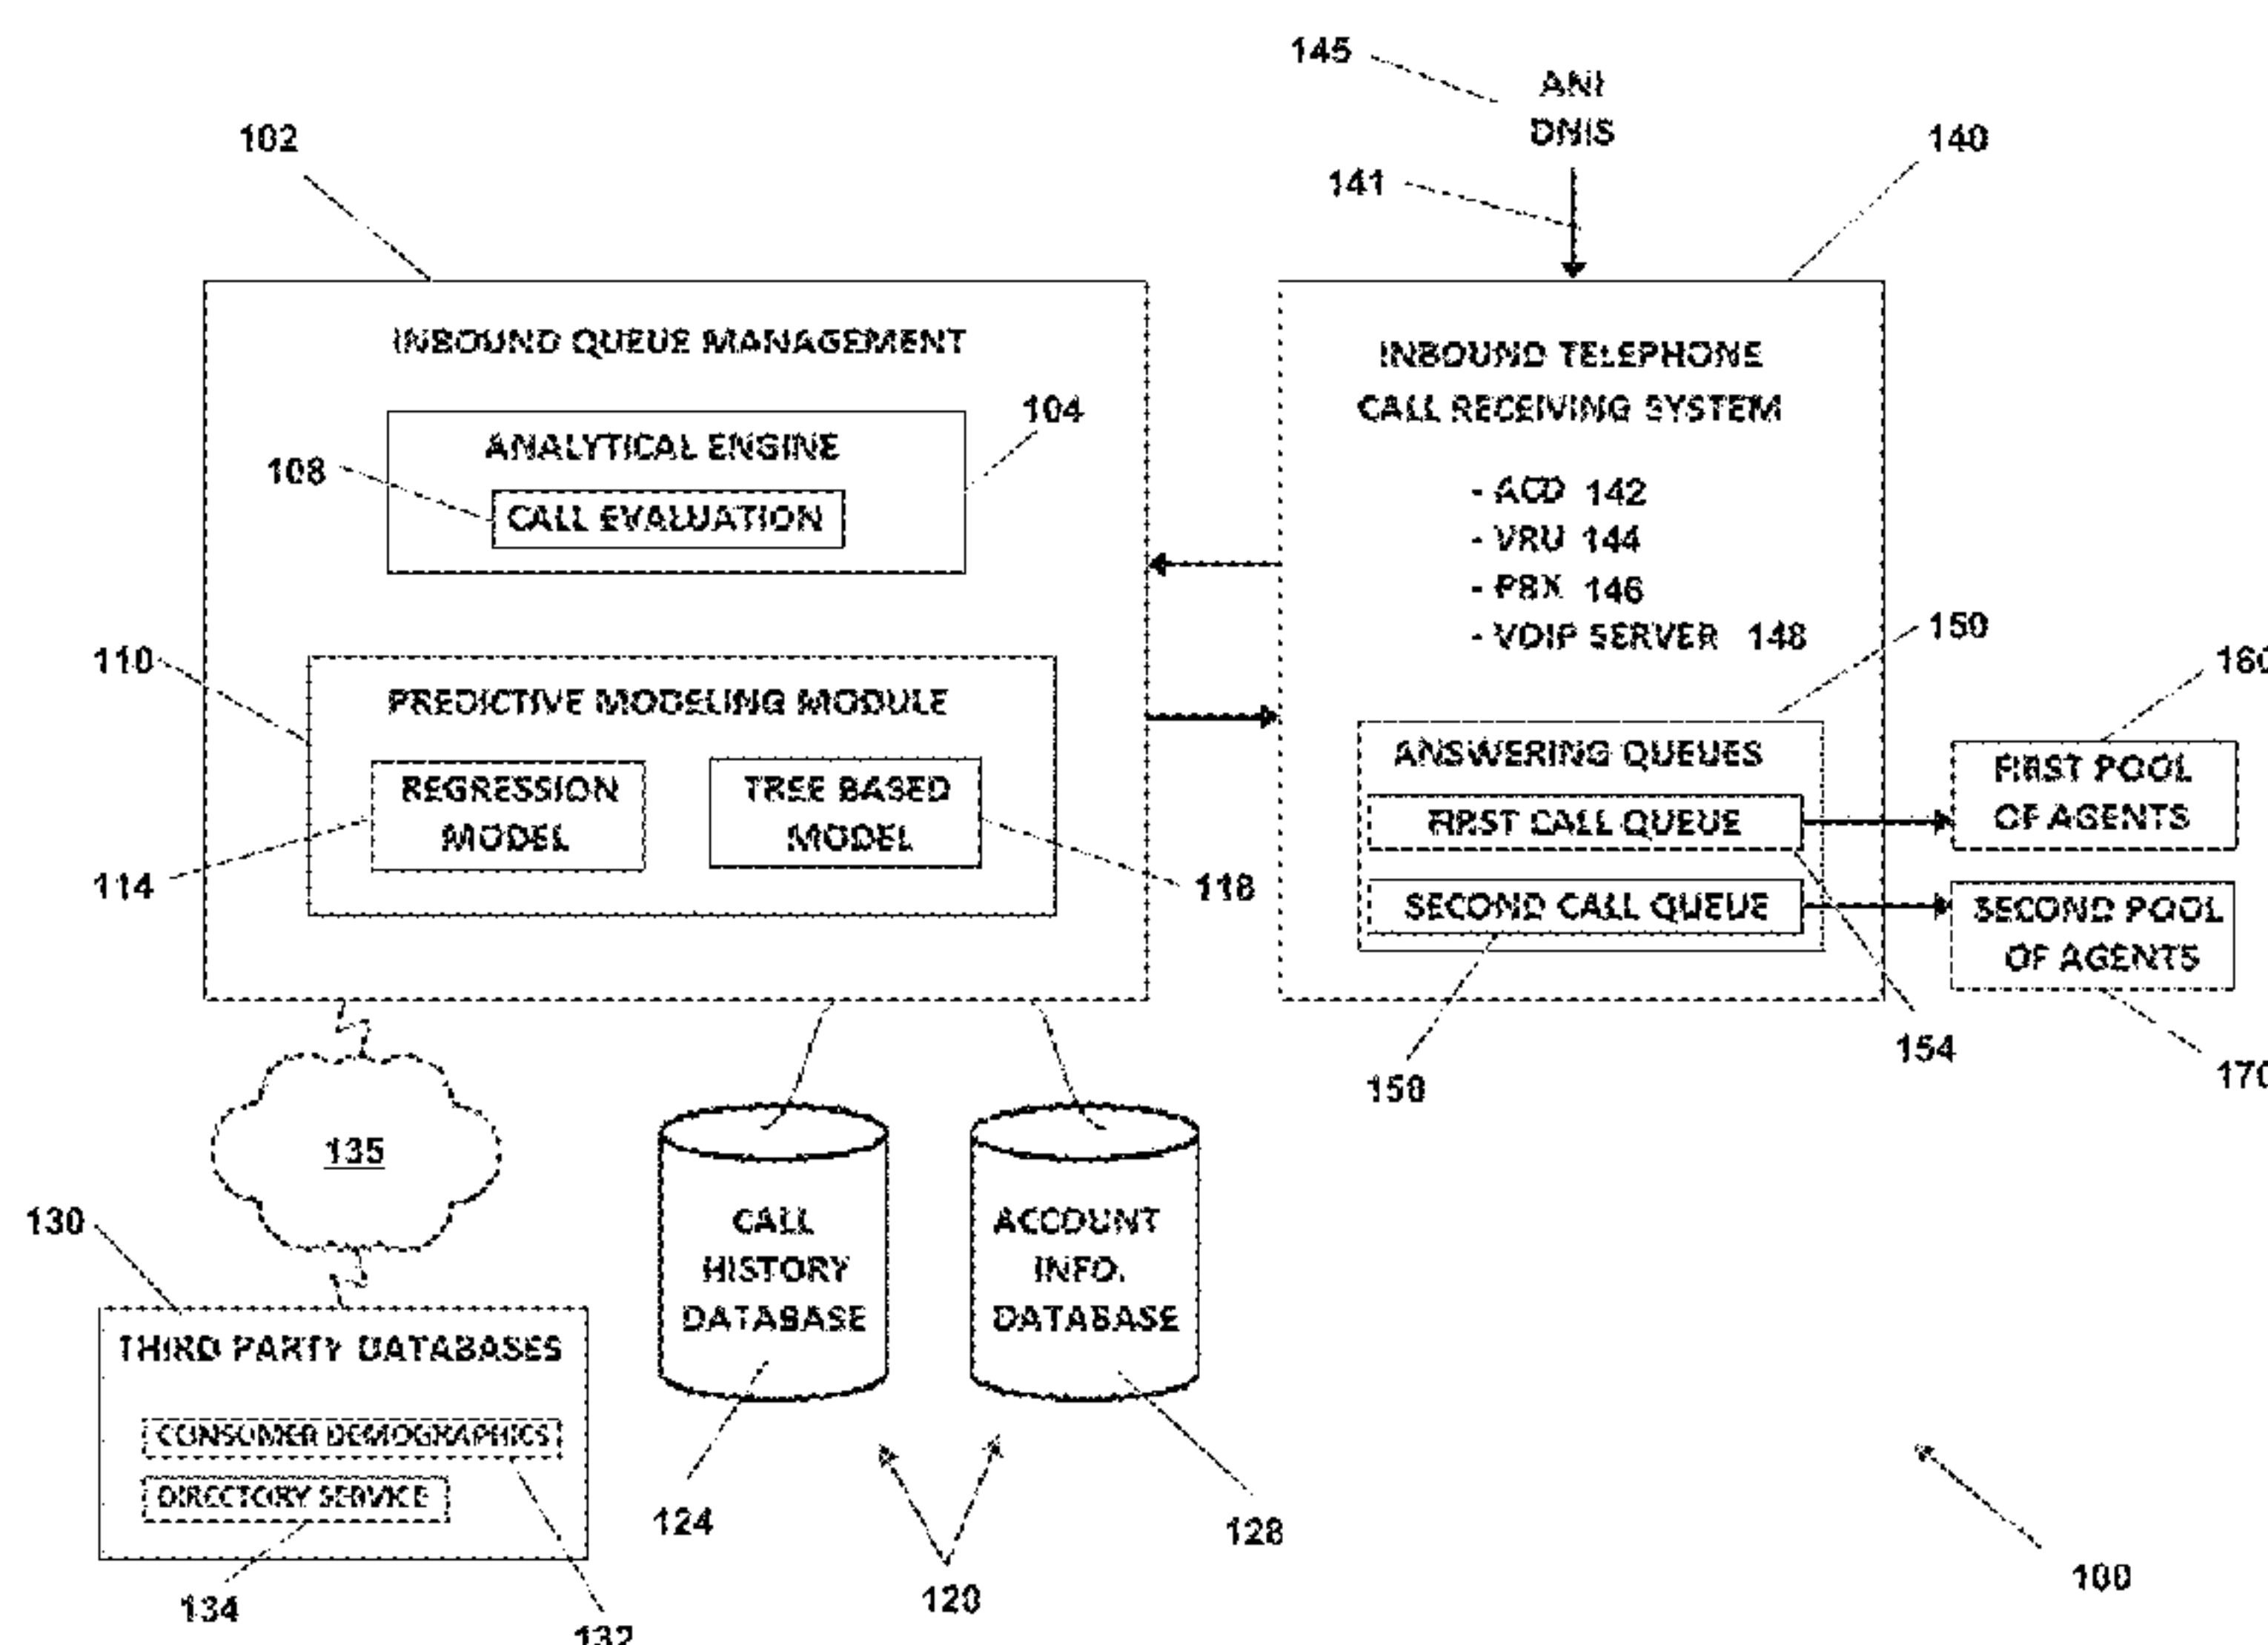 145
ANI
DNIS
102
141
140
INBOUND QUEUE MANAGEMENT
ANALYTICAL ENGINE
104
108
CALL EVALUATION
110
PREDICTIVE MODELING MODULE
REGRESSION
MODEL
TREE BASED
MODEL
114
118
INBOUND TELEPHONE
CALL RECEIVING SYSTEM
- ACD 142
- VRU 144
- PBX 146
- VOIP SERVER 148
150
ANSWERING QUEUES
FIRST CALL QUEUE
SECOND CALL QUEUE
FIRST POOL
OF AGENTS
SECOND POOL
OF AGENTS
154
170
135
130
THIRD PARTY DATABASES
CONSUMER DEMOGRAPHICS
DIRECTORY SERVICE
134
132
CALL
HISTORY
DATABASE
ACCOUNT
INFO.
DATABASE
124
128
120
100